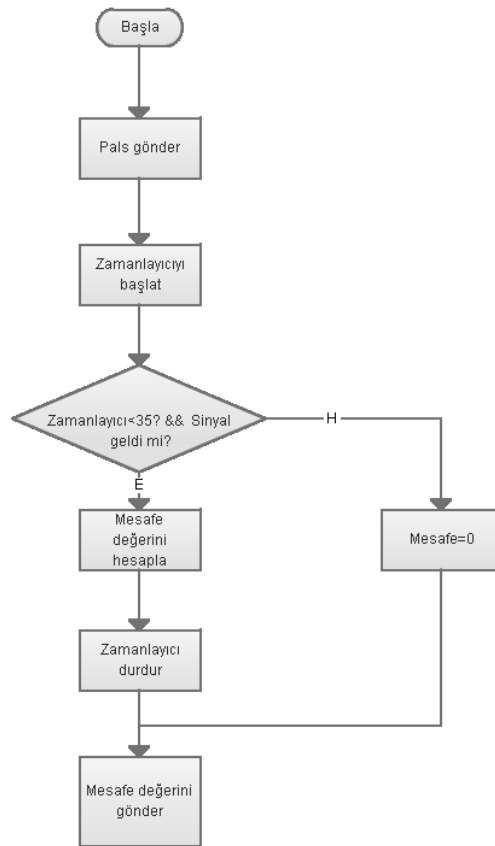 Başla
Pals gönder
Zamanlayıcıyı
başlat
Zamanlayıcı<35? && Sinyal
geldi mi?
H
E
Mesafe
değerini
hesapla
Mesafe=0
Zamanlayıcı
durdur
Mesafe değerini
gönder